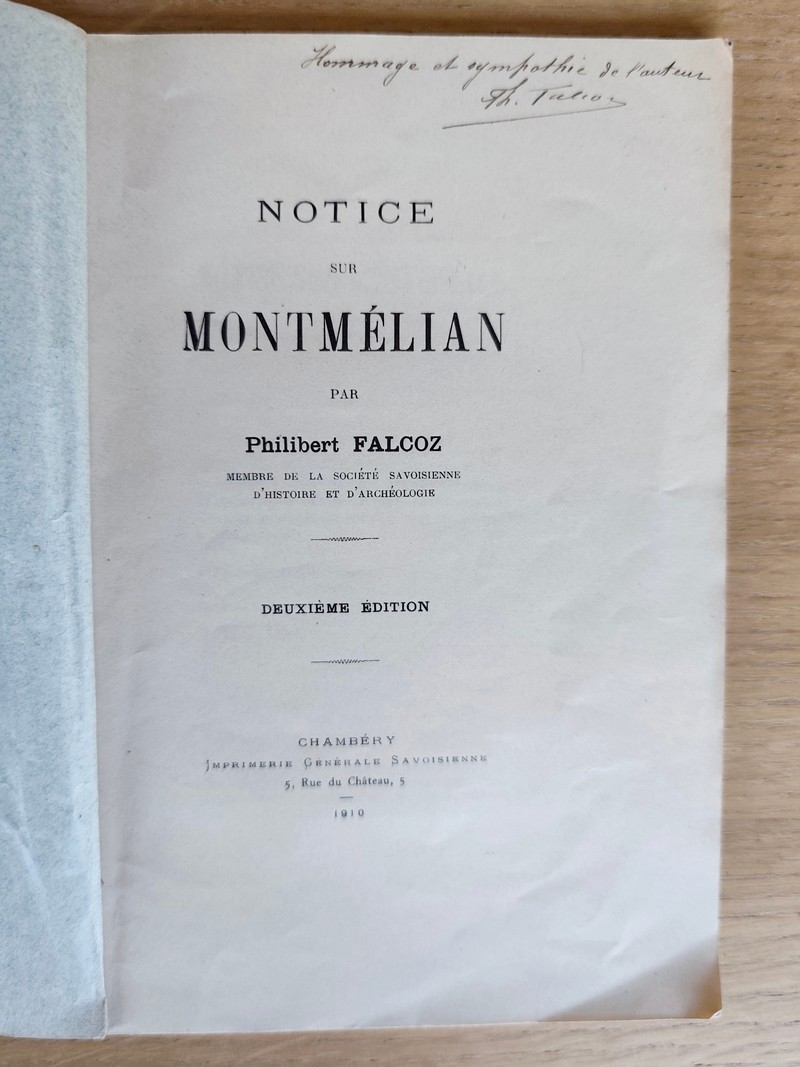 Hommage et sympathie de l'auteur
Ph. Falcoz
NOTICE
SUR
MONTMÉLIAN
PAR
Philibert FALCOZ
MEMBRE DE LA SOCIÉTÉ SAVOISIENNE
D'HISTOIRE ET D'ARCHÉOLOGIE
DEUXIÈME ÉDITION
CHAMBÉRY
IMPRIMERIE GÉNÉRALE SAVOISIENNE
5, Rue du Château, 5
1910